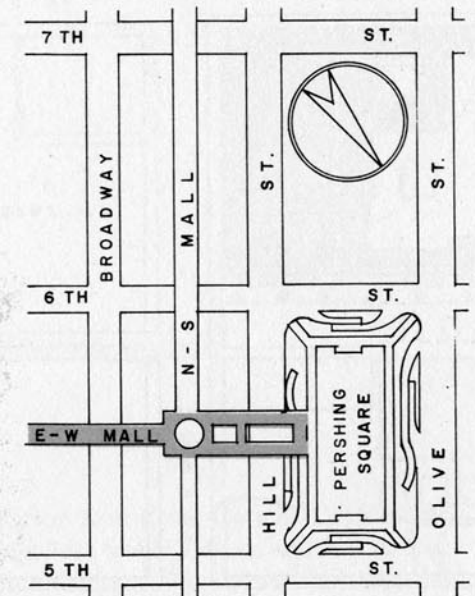 7 TH ST.
BROADWAY
N-S MALL
ST.
ST.
6 TH ST.
E-W MALL
PERSHING
SQUARE
HILL
OLIVE
5 TH ST.